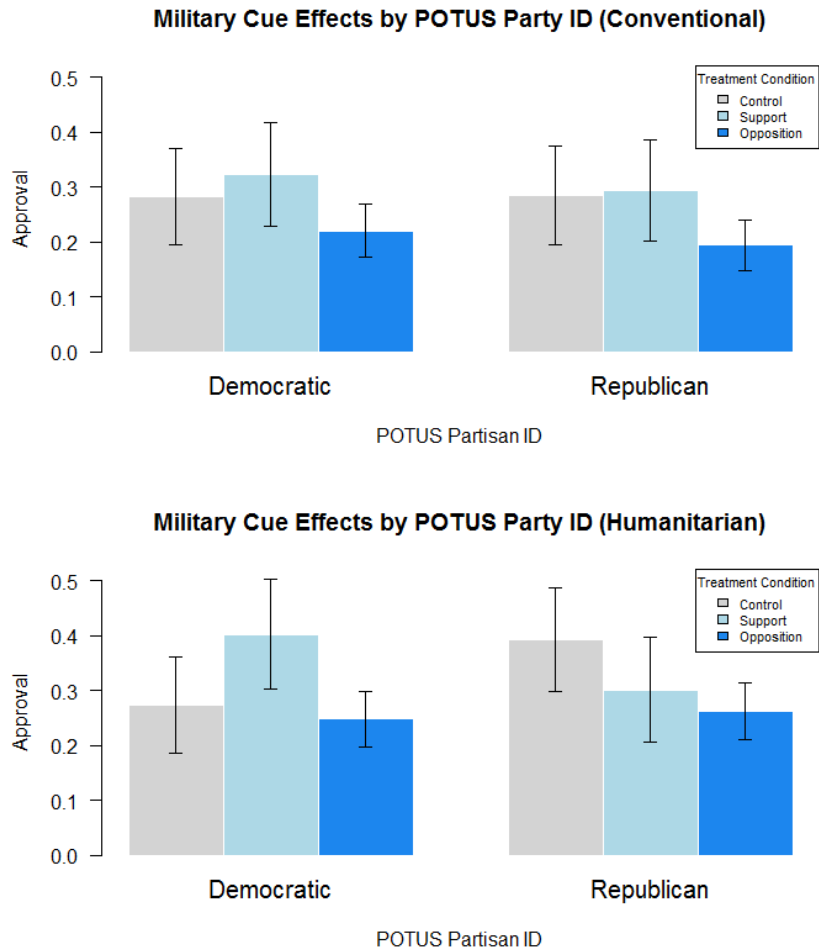 Military Cue Effects by POTUS Party ID (Conventional)
Approval
0.5
0.4
0.3
0.2
0.1
0.0
Treatment Condition
Control
Support
Opposition
Democratic
Republican
POTUS Partisan ID
Military Cue Effects by POTUS Party ID (Humanitarian)
Approval
0.5
0.4
0.3
0.2
0.1
0.0
Treatment Condition
Control
Support
Opposition
Democratic
Republican
POTUS Partisan ID